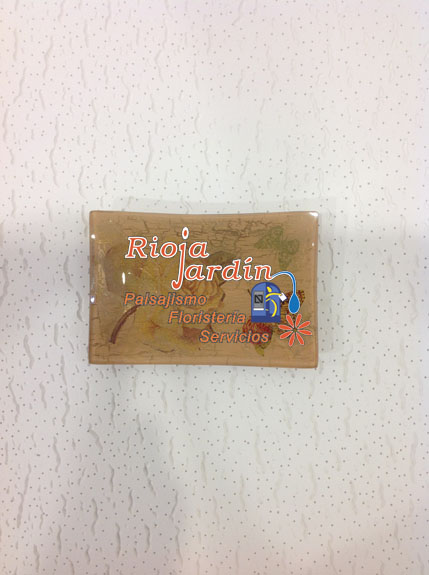 Rioja
Jardín
Paisajismo
Floristería
Servicios